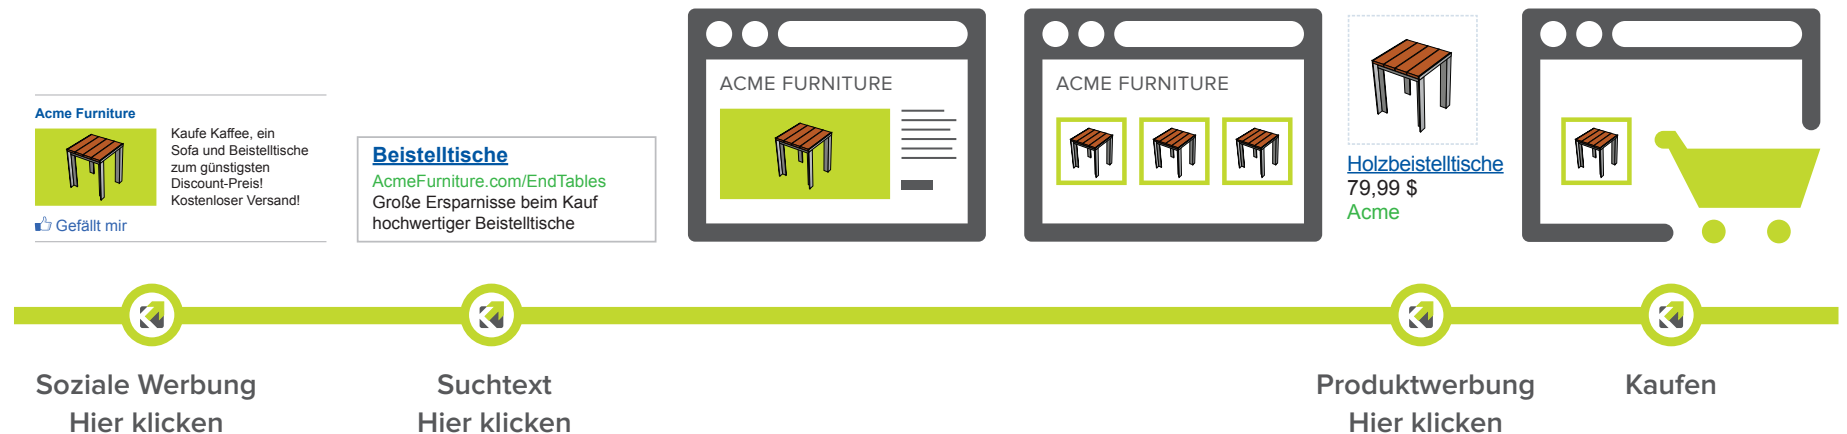 Acme Furniture
Kaufe Kaffee, ein
Sofa und Beistelltische
zum günstigsten
Discount-Preis!
Kostenloser Versand!
Gefällt mir
Beistelltische
AcmeFurniture.com/EndTables
Große Ersparnisse beim Kauf
hochwertiger Beistelltische
ACME FURNITURE
ACME FURNITURE
Holzbeistelltische
79,99 $
Acme
Soziale Werbung
Hier klicken
Suchtext
Hier klicken
Produktwerbung
Hier klicken
Kaufen